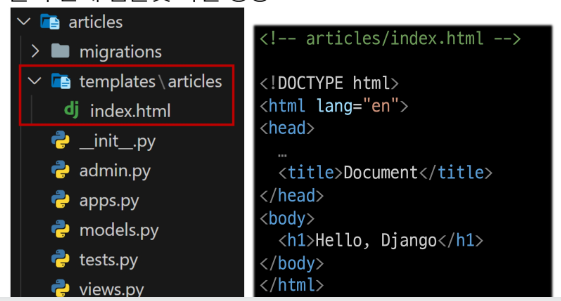 articles
migrations
templates\articles
index.html
__init__.py
admin.py
apps.py
models.py
tests.py
views.py
<!-- articles/index.html -->
<!DOCTYPE html>
<html lang="en">
<head>
…
<title>Document</title>
</head>
<body>
<h1>Hello, Django</h1>
</body>
</html>